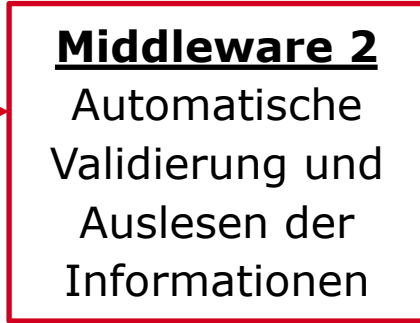 Middleware 2
Automatische
Validierung und
Auslesen der
Informationen